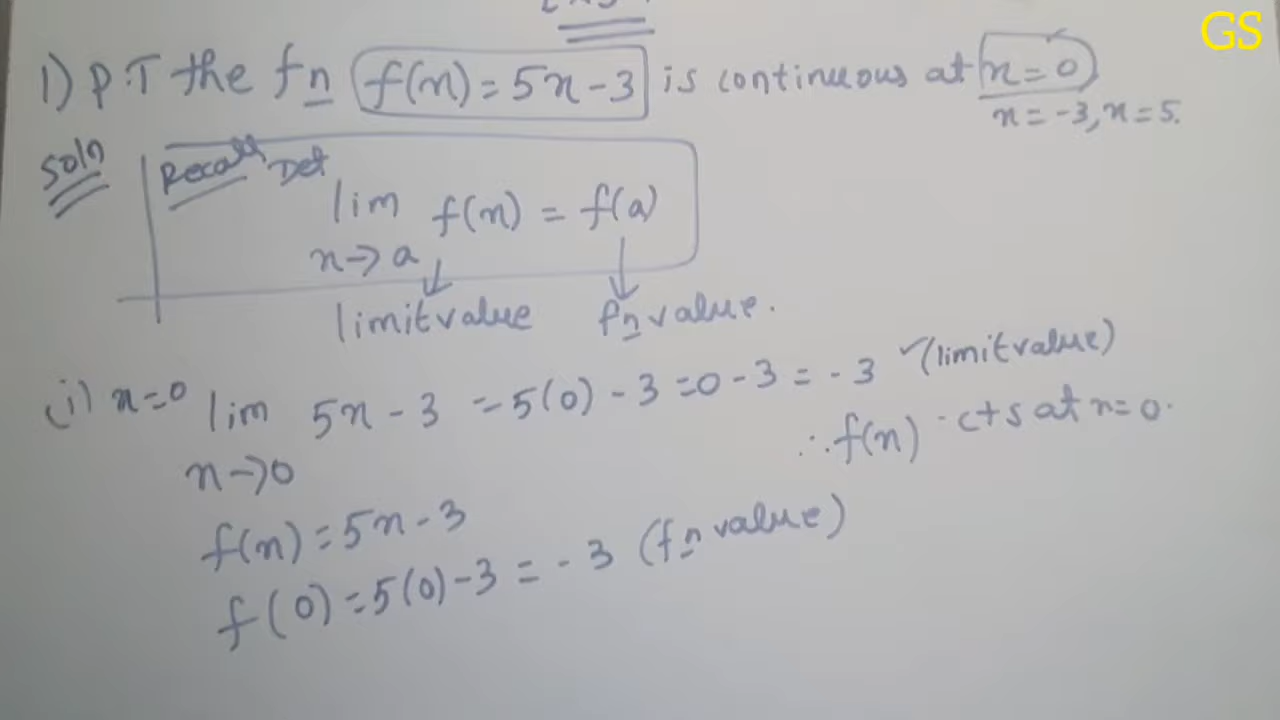 GS
1) P.T the fn f(x) = 5x - 3 is continuous at x = 0
x = -3, x = 5.
Soln
Recall Def
lim f(x) = f(a)
x -> a
limit value fn value.
(i) x = 0 lim 5x - 3 = 5(0) - 3 = 0 - 3 = -3 ✓(limit value)
x -> 0
∴ f(x) cts at x = 0.
f(x) = 5x - 3
f(0) = 5(0) - 3 = -3 (fn value)